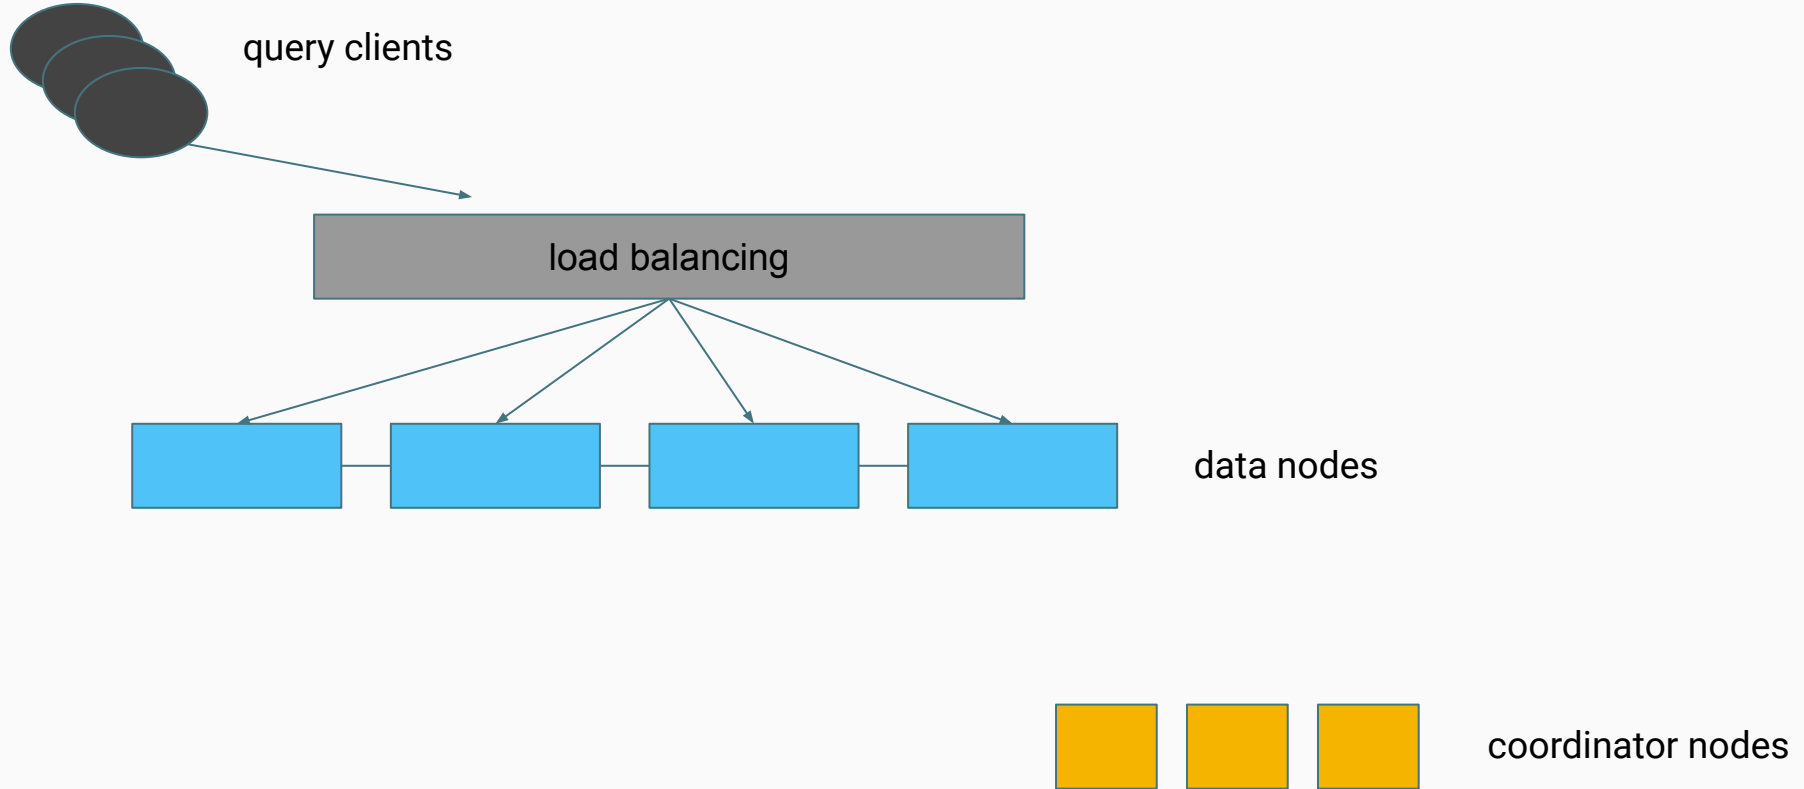 query clients
load balancing
data nodes
coordinator nodes